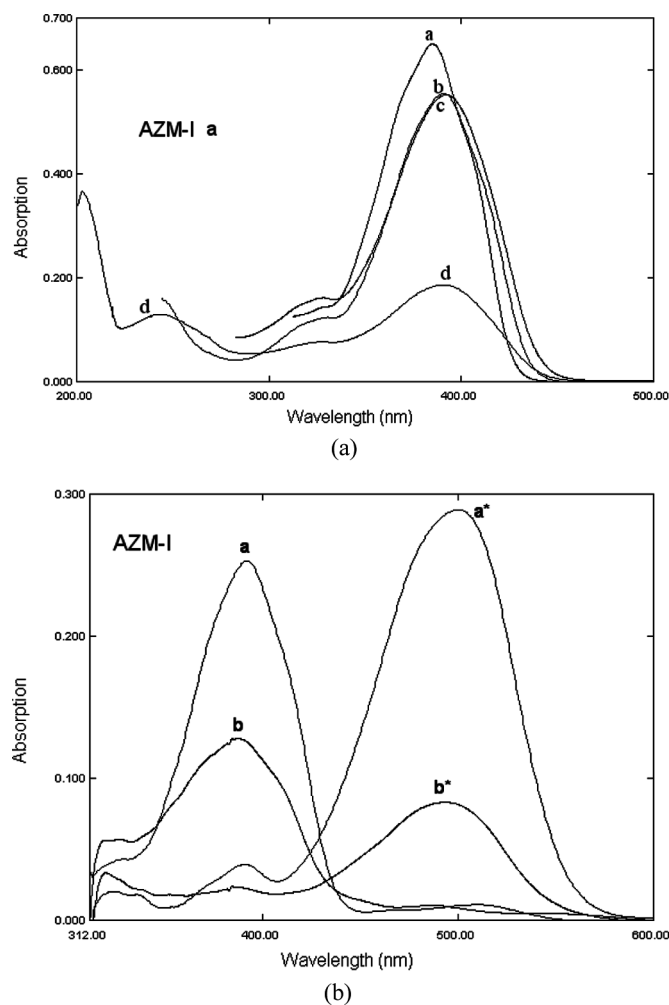 0.700
a
b
c
AZM-I a
0.600
0.400
Absorption
0.200
d
d
0.000
200.00
300.00
400.00
500.00
Wavelength (nm)
(a)
0.300
a*
AZM-I
a
0.200
Absorption
b
0.100
b*
0.000
312.00
400.00
500.00
600.00
Wavelength (nm)
(b)